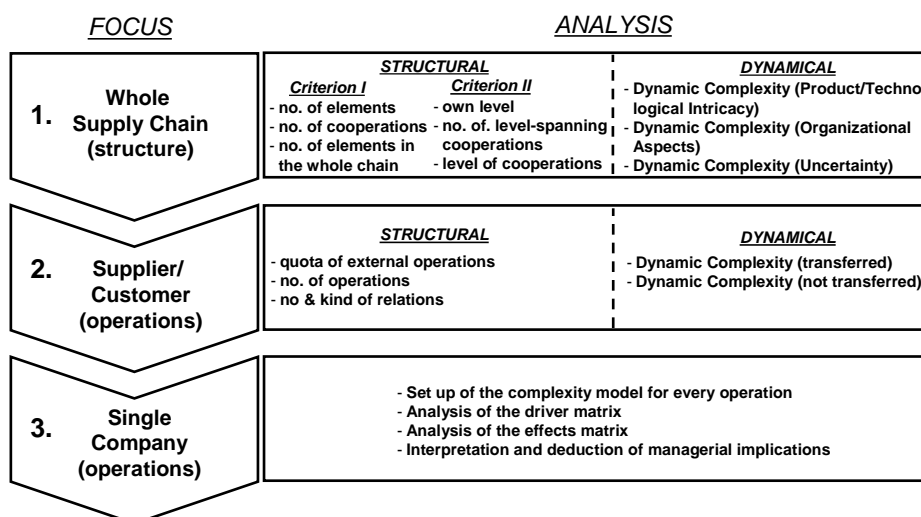 FOCUS
ANALYSIS
1.
Whole
Supply Chain
(structure)
STRUCTURAL
Criterion I
- no. of elements
- no. of cooperations
- no. of elements in
the whole chain
Criterion II
- own level
- no. of. level-spanning
cooperations
- level of cooperations
DYNAMICAL
- Dynamic Complexity (Product/Techno
logical Intricacy)
- Dynamic Complexity (Organizational
Aspects)
- Dynamic Complexity (Uncertainty)
2.
Supplier/
Customer
(operations)
STRUCTURAL
- quota of external operations
- no. of operations
- no & kind of relations
DYNAMICAL
- Dynamic Complexity (transferred)
- Dynamic Complexity (not transferred)
3.
Single
Company
(operations)
- Set up of the complexity model for every operation
- Analysis of the driver matrix
- Analysis of the effects matrix
- Interpretation and deduction of managerial implications